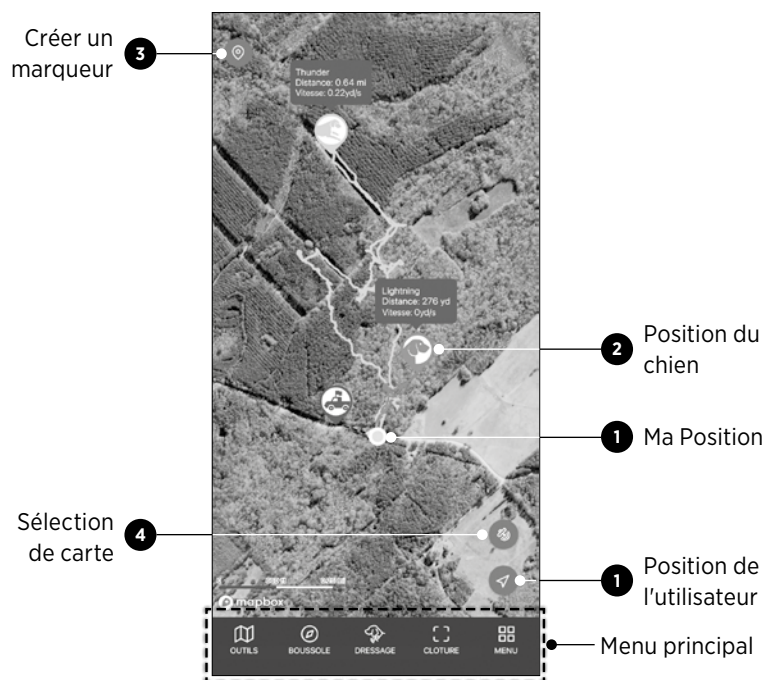 Créer un
marqueur
3
Thunder
Distance: 0.64 mi
Vitesse: 0.22yd/s
Lightning
Distance: 276 yd
Vitesse: 0yd/s
2
Position du
chien
1
Ma Position
Sélection
de carte
4
1
Position de
l'utilisateur
mapbox
OUTILS
BOUSSOLE
DRESSAGE
CLOTURE
MENU
Menu principal